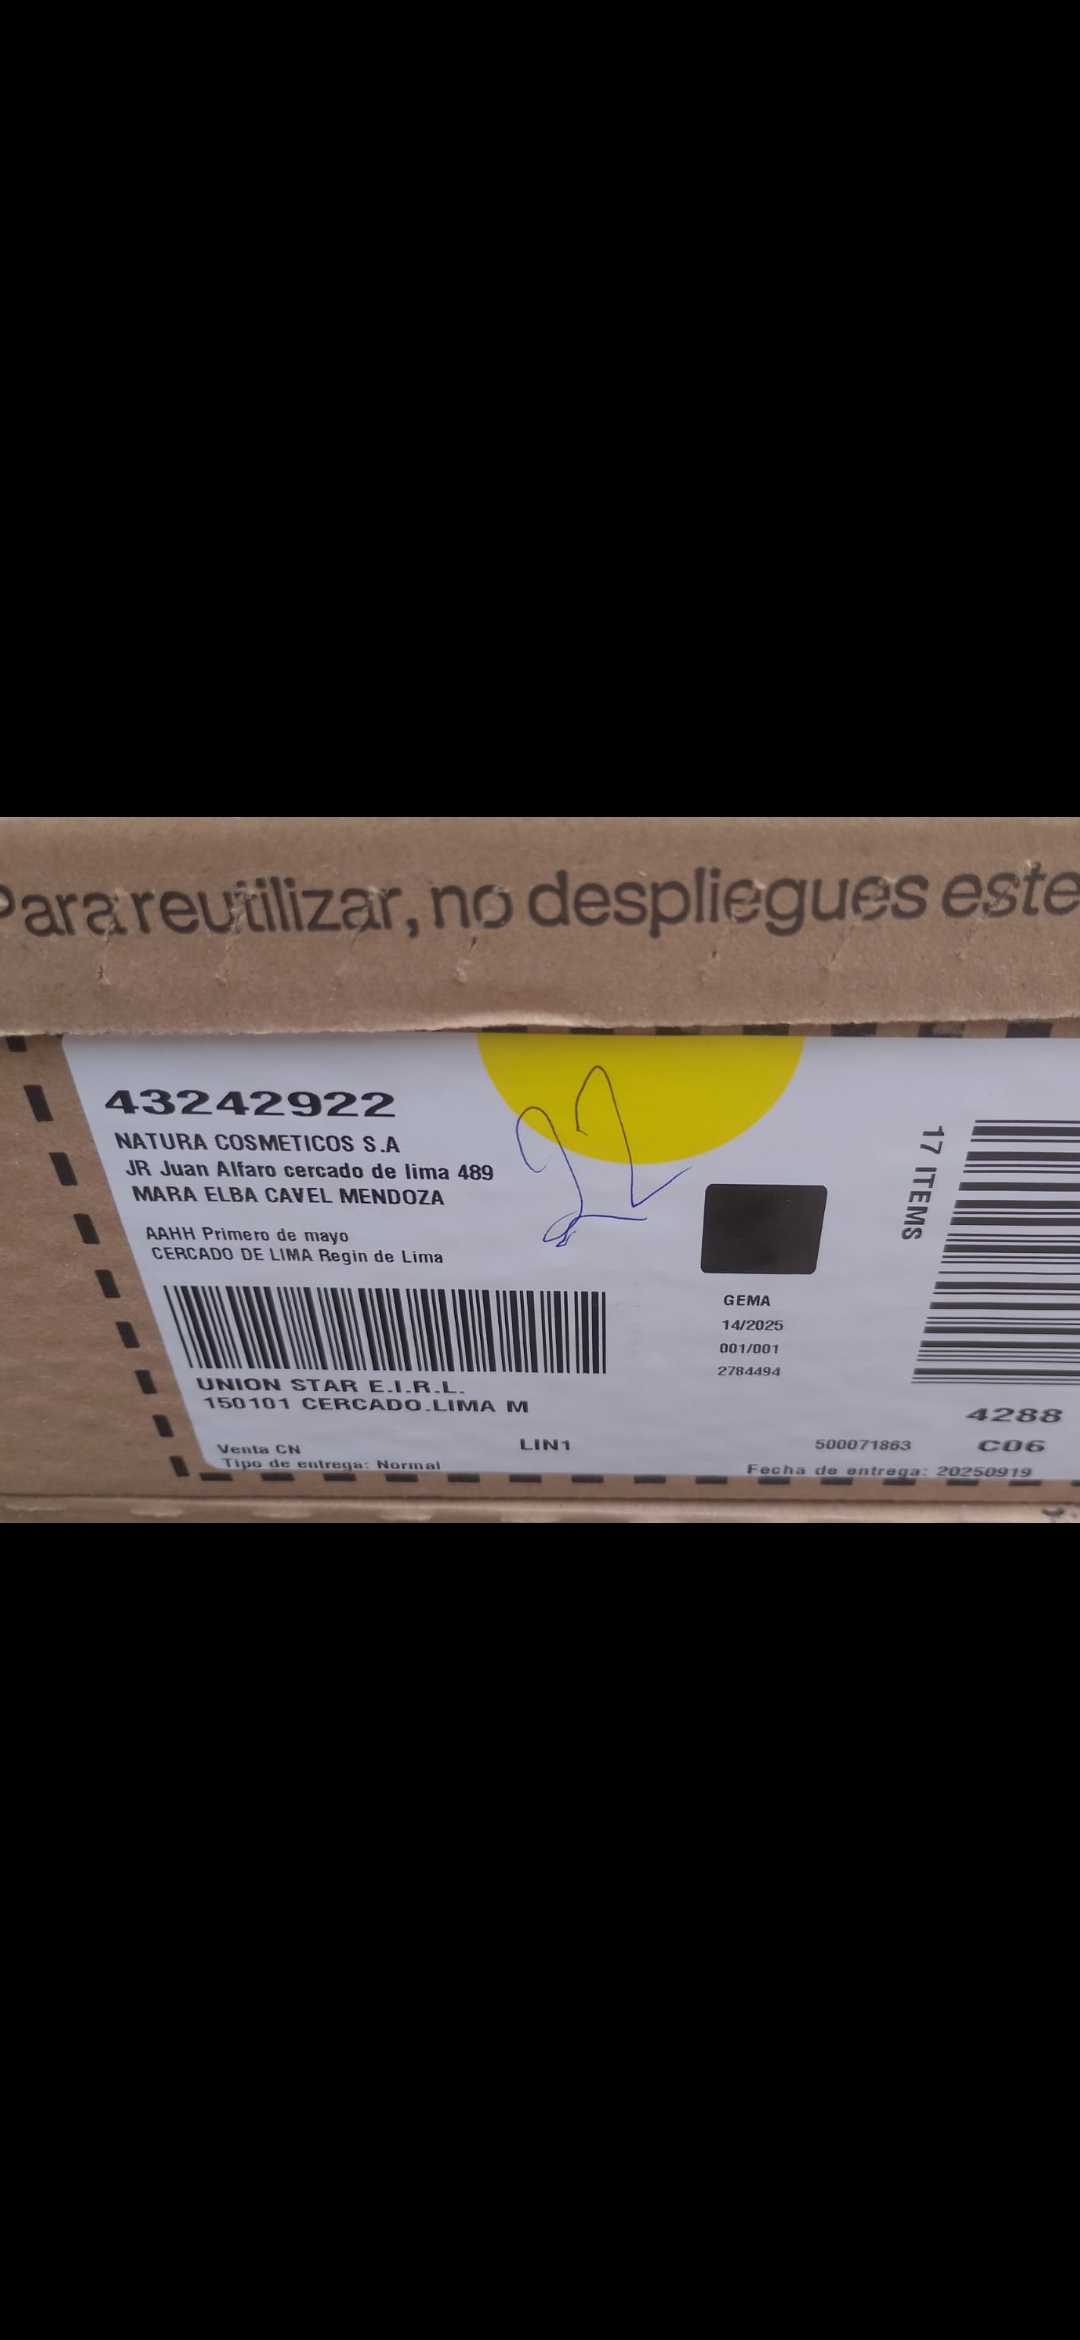 Para reutilizar, no despliegues este
43242922
NATURA COSMETICOS S.A
JR Juan Alfaro cercado de lima 489
MARA ELBA CAVEL MENDOZA
AAHH Primero de mayo
CERCADO DE LIMA Regin de Lima
22
17 ITEMS
GEMA
14/2025
001/001
2784494
UNION STAR E.I.R.L.
150101 CERCADO.LIMA M
4288
Venta CN
LIN1
500071863
C06
Tipo de entrega: Normal
Fecha de entrega: 20250919